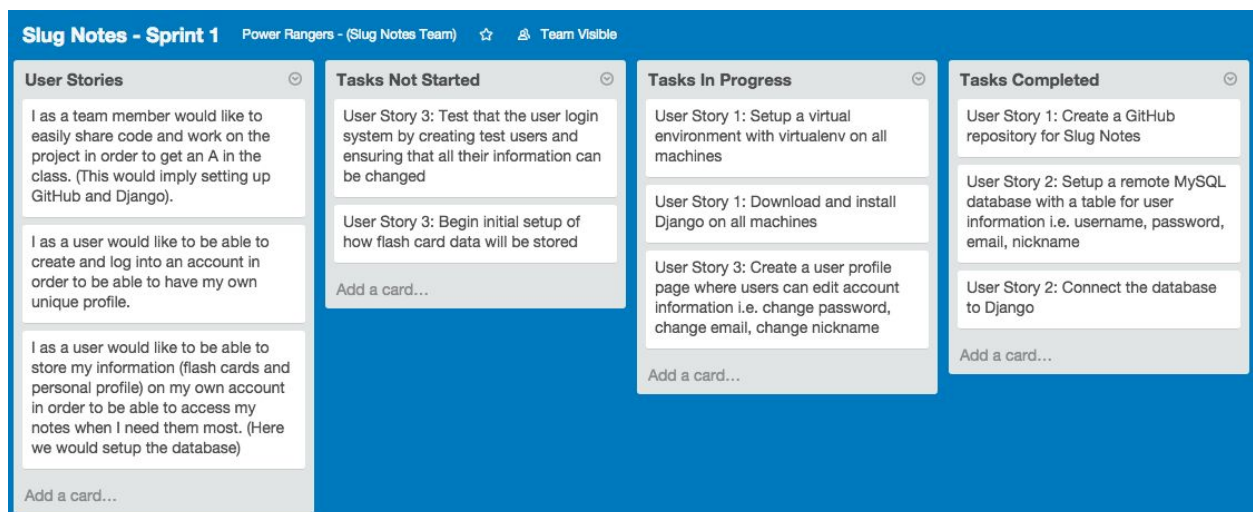 Slug Notes - Sprint 1 Power Rangers - (Slug Notes Team) Team Visible
User Stories
I as a team member would like to
easily share code and work on the
project in order to get an A in the
class. (This would imply setting up
GitHub and Django).
I as a user would like to be able to
create and log into an account in
order to be able to have my own
unique profile.
I as a user would like to be able to
store my information (flash cards and
personal profile) on my own account
in order to be able to access my
notes when I need them most. (Here
we would setup the database)
Add a card...
Tasks Not Started
User Story 3: Test that the user login
system by creating test users and
ensuring that all their information can
be changed
User Story 3: Begin initial setup of
how flash card data will be stored
Add a card...
Tasks In Progress
User Story 1: Setup a virtual
environment with virtualenv on all
machines
User Story 1: Download and install
Django on all machines
User Story 3: Create a user profile
page where users can edit account
information i.e. change password,
change email, change nickname
Add a card...
Tasks Completed
User Story 1: Create a GitHub
repository for Slug Notes
User Story 2: Setup a remote MySQL
database with a table for user
information i.e. username, password,
email, nickname
User Story 2: Connect the database
to Django
Add a card...